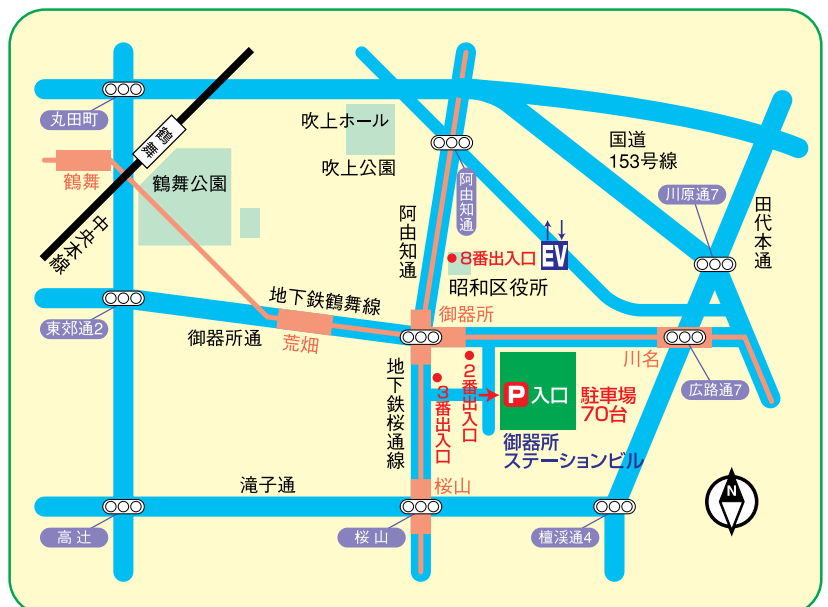 丸田町
鶴舞
鶴舞
中央本線
鶴舞公園
吹上ホール
吹上公園
阿由知通
阿由知通
国道
153号線
川原通7
田代本通
8番出入口
EV
昭和区役所
東郊通2
地下鉄鶴舞線
御器所通
荒畑
御器所
川名
広路通7
地下鉄桜通線
3番出入口
2番出入口
P入口
駐車場
70台
御器所
ステーションビル
滝子通
桜山
高辻
桜山
檀渓通4
N